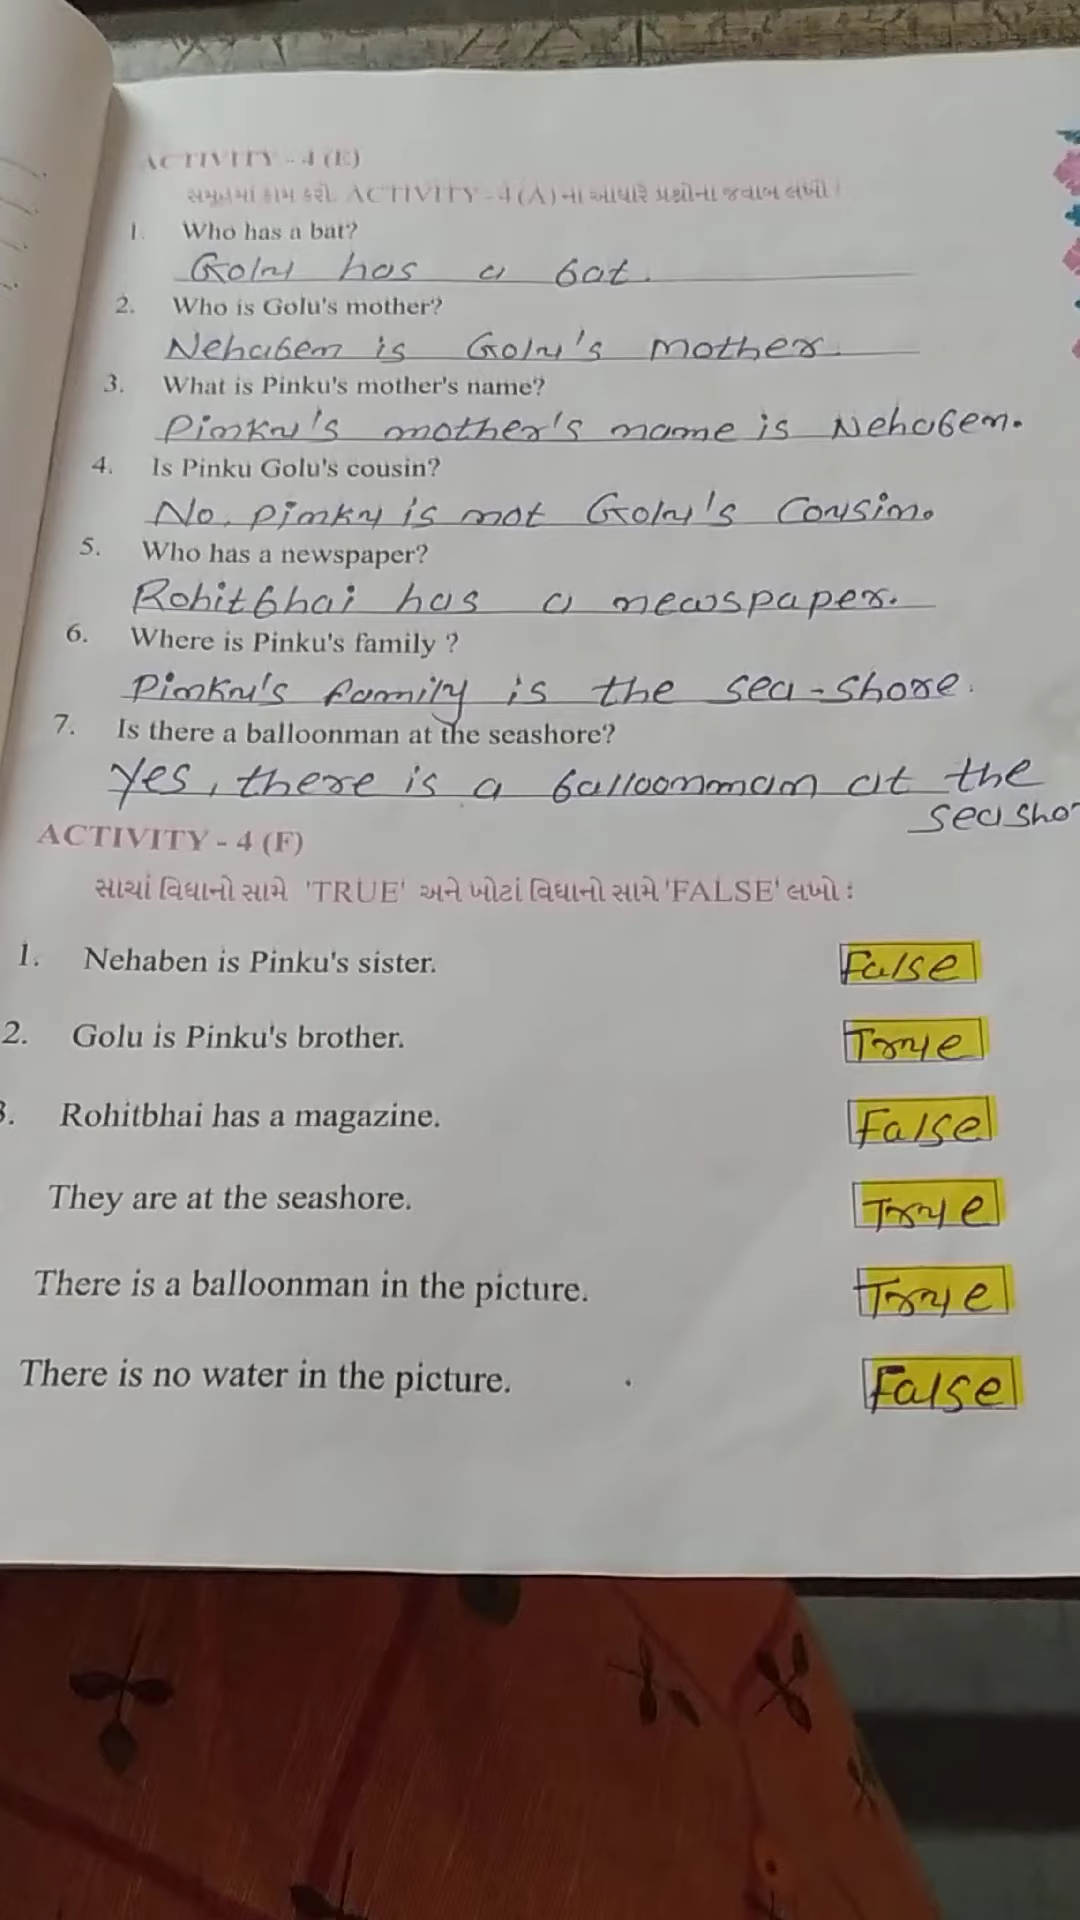 ACTIVITY - 4 (E)
સમૂહમાં કામ કરો. ACTIVITY - 4 (A) ના આધારે પ્રશ્નોના જવાબ લખો :
1. Who has a bat?
Golu has a bat.
2. Who is Golu's mother?
Nehaben is Golu's mother.
3. What is Pinku's mother's name?
Pinku's mother's name is Nehaben.
4. Is Pinku Golu's cousin?
No, pinku is not Golu's Cousin.
5. Who has a newspaper?
Rohitbhai has a newspaper.
6. Where is Pinku's family ?
Pinku's family is the sea-shore.
7. Is there a balloonman at the seashore?
Yes, there is a balloonman at the
seasho
ACTIVITY - 4 (F)
સાચાં વિધાનો સામે 'TRUE' અને ખોટાં વિધાનો સામે 'FALSE' લખો :
1. Nehaben is Pinku's sister. False
2. Golu is Pinku's brother. True
3. Rohitbhai has a magazine. False
They are at the seashore. True
There is a balloonman in the picture. True
There is no water in the picture. False